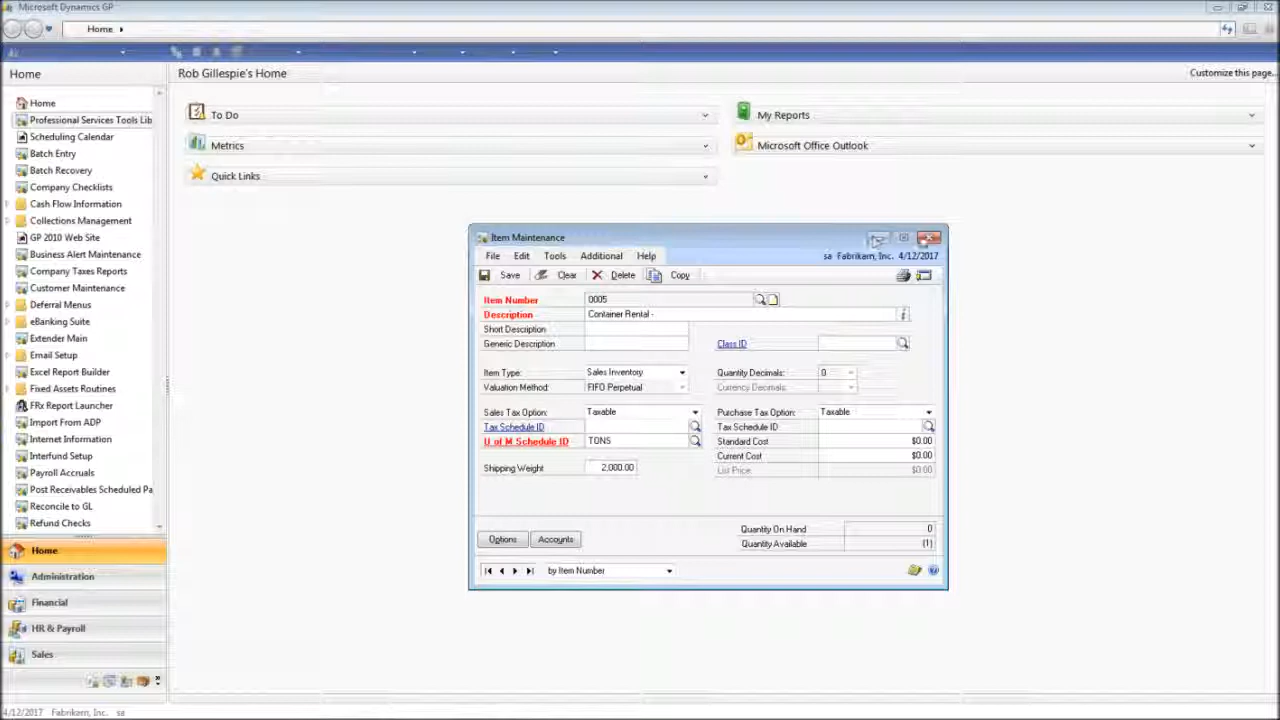 Microsoft Dynamics GP
Home
Home
Rob Gillespie's Home
Customize this page...
Home
Professional Services Tools Lib
Scheduling Calendar
Batch Entry
Batch Recovery
Company Checklists
Cash Flow Information
Collections Management
GP 2010 Web Site
Business Alert Maintenance
Company Taxes Reports
Customer Maintenance
Deferral Menus
eBanking Suite
Extender Main
Email Setup
Excel Report Builder
Fixed Assets Routines
FRx Report Launcher
Import From ADP
Internet Information
Interfund Setup
Payroll Accruals
Post Receivables Scheduled Pa
Reconcile to GL
Refund Checks
Home
Administration
Financial
HR & Payroll
Sales
To Do
Metrics
Quick Links
My Reports
Microsoft Office Outlook
Item Maintenance
File Edit Tools Additional Help
sa Fabrikam, Inc. 4/12/2017
Save Clear Delete Copy
Item Number 0005
Description Container Rental -
Short Description
Generic Description Class ID
Item Type: Sales Inventory Quantity Decimals: 0
Valuation Method: FIFO Perpetual Currency Decimals:
Sales Tax Option: Taxable Purchase Tax Option: Taxable
Tax Schedule ID Tax Schedule ID
U of M Schedule ID TONS Standard Cost $0.00
Current Cost $0.00
Shipping Weight 2,000.00 List Price $0.00
Quantity On Hand 0
Options Accounts Quantity Available (1)
by Item Number
4/12/2017 Fabrikam, Inc. sa